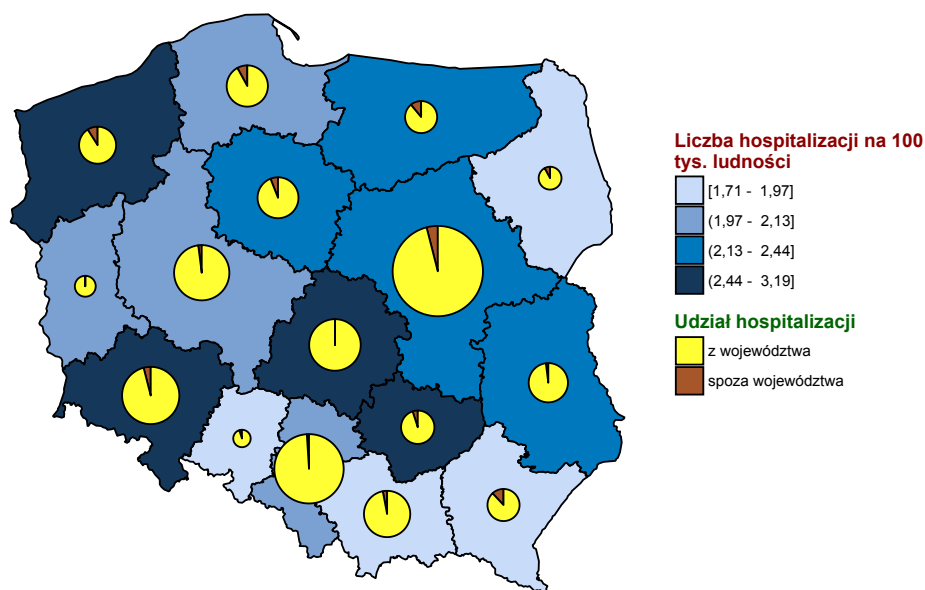 Liczba hospitalizacji na 100
tys. ludności
[1,71 - 1,97]
(1,97 - 2,13]
(2,13 - 2,44]
(2,44 - 3,19]
Udział hospitalizacji
z województwa
spoza województwa